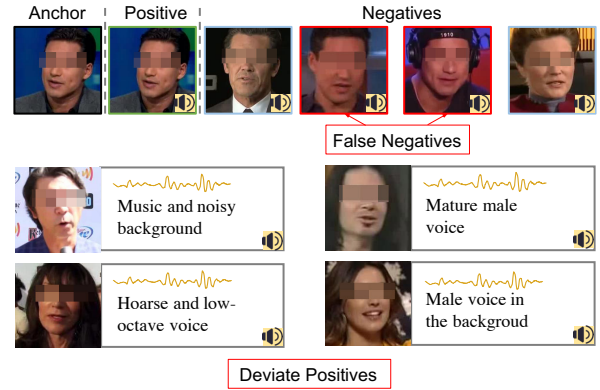 Anchor Positive Negatives
1910
False Negatives
Music and noisy
background
Mature male
voice
Hoarse and low-
octave voice
Male voice in
the backgroud
Deviate Positives